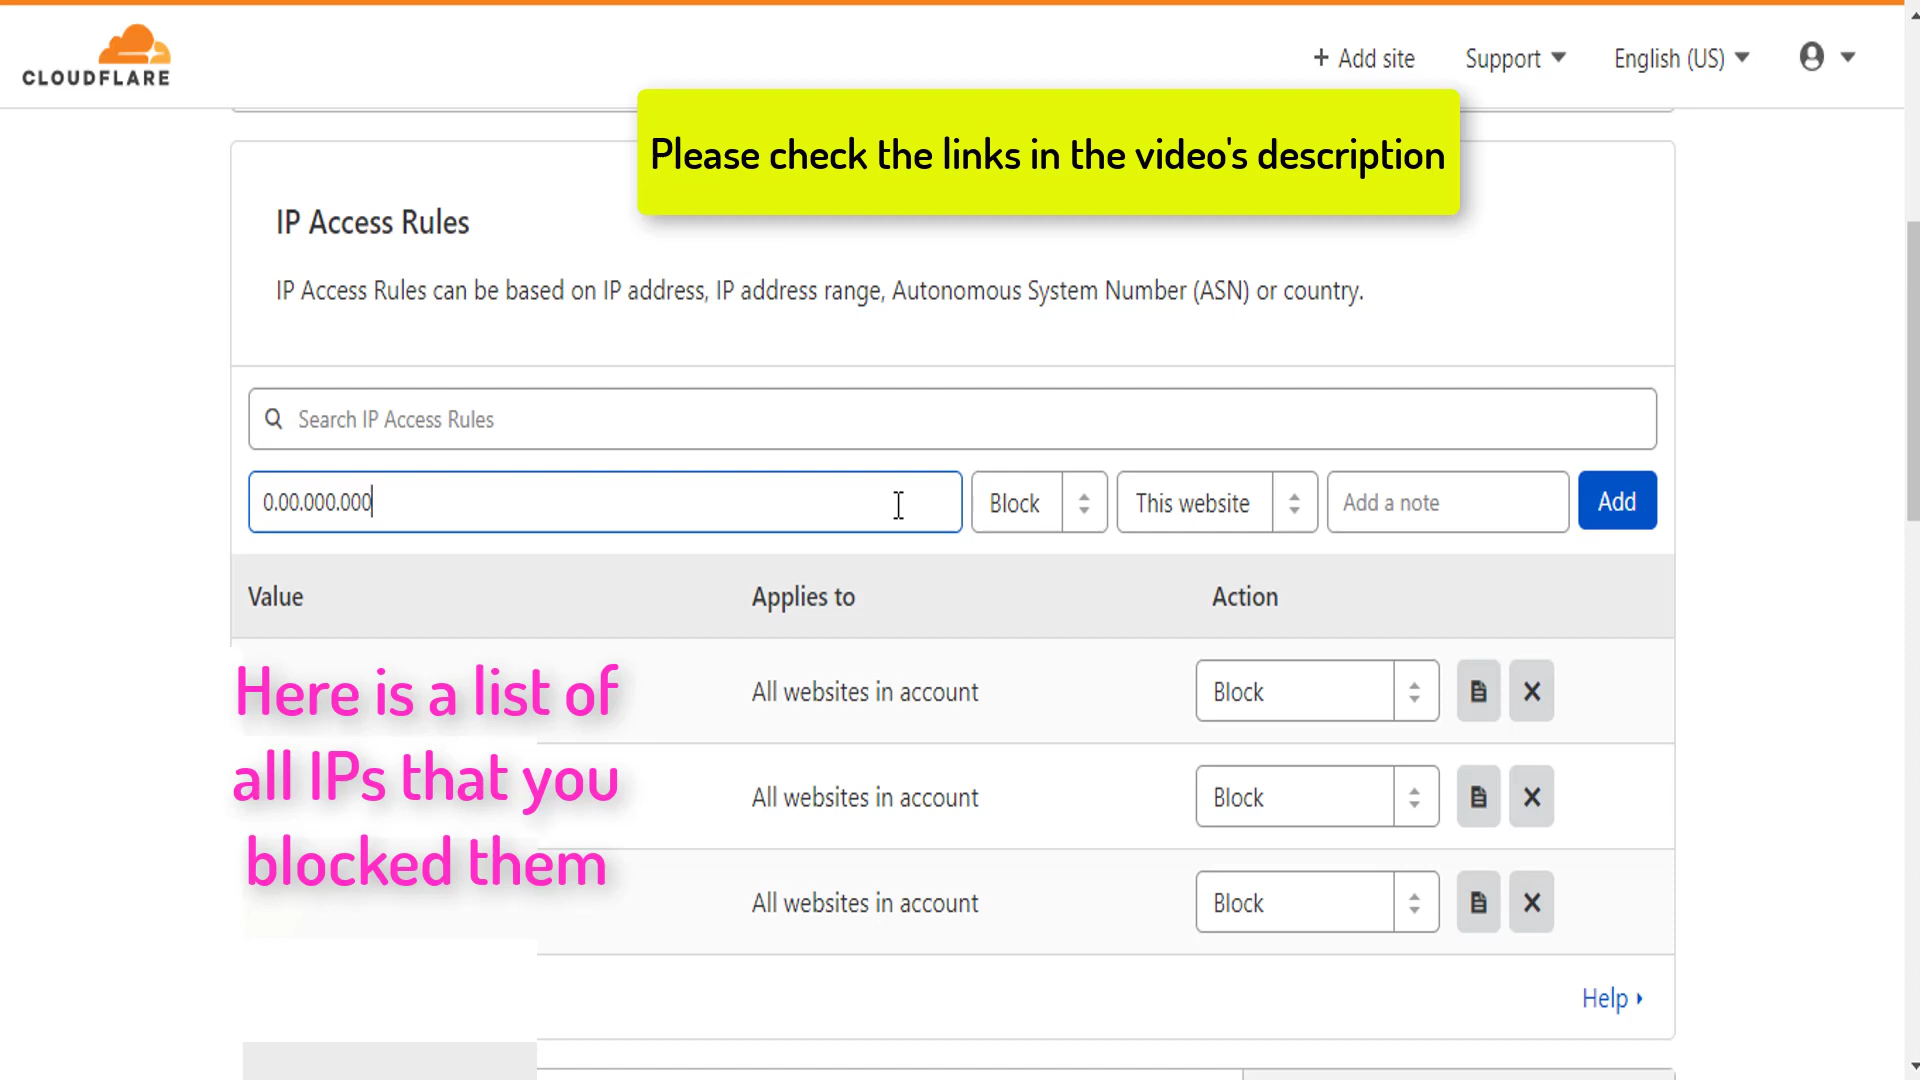 CLOUDFLARE
+ Add site
Support
English (US)
Please check the links in the video's description
IP Access Rules
IP Access Rules can be based on IP address, IP address range, Autonomous System Number (ASN) or country.
Search IP Access Rules
0.00.000.000
Block
This website
Add a note
Add
Value
Applies to
Action
Here is a list of
all IPs that you
blocked them
All websites in account
Block
All websites in account
Block
All websites in account
Block
Help